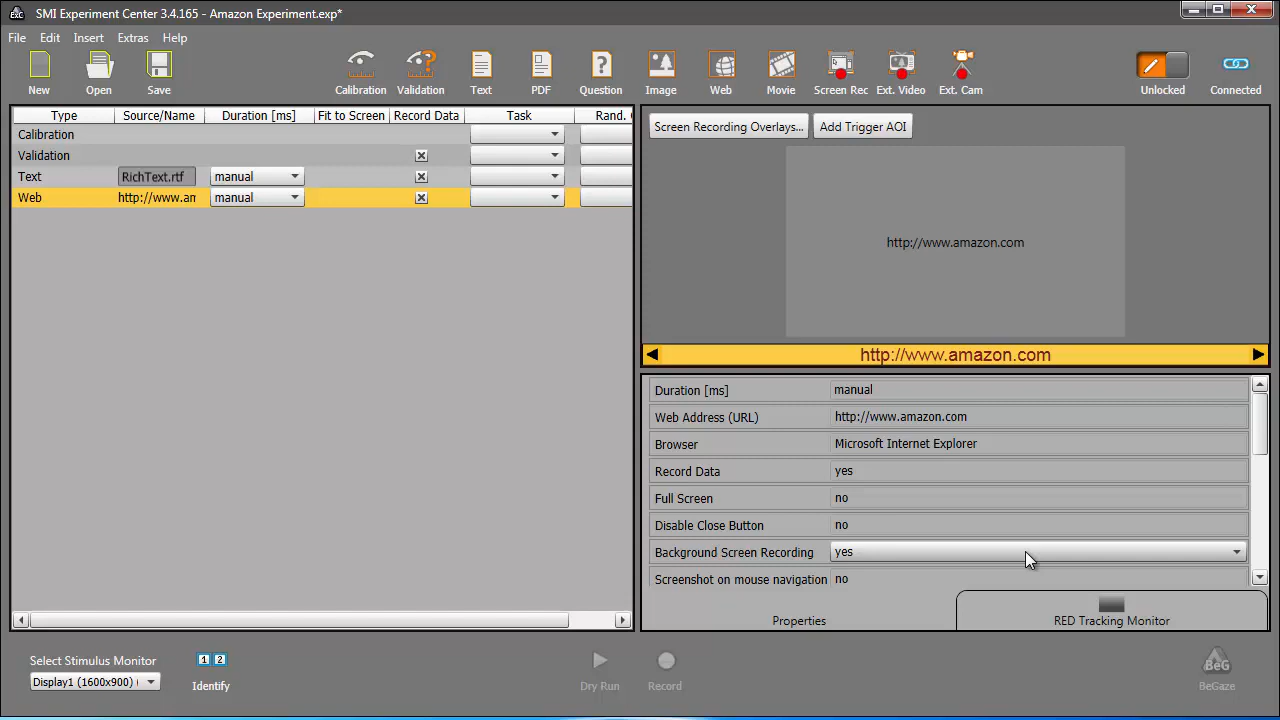 SMI Experiment Center 3.4.165 - Amazon Experiment.exp*
File Edit Insert Extras Help
New Open Save Calibration Validation Text PDF Question Image Web Movie Screen Rec Ext. Video Ext. Cam Unlocked Connected
Type Source/Name Duration [ms] Fit to Screen Record Data Task Rand.
Calibration
Validation
Text RichText.rtf manual
Web http://www.am manual
Screen Recording Overlays... Add Trigger AOI
http://www.amazon.com
http://www.amazon.com
Duration [ms] manual
Web Address (URL) http://www.amazon.com
Browser Microsoft Internet Explorer
Record Data yes
Full Screen no
Disable Close Button no
Background Screen Recording yes
Screenshot on mouse navigation no
Properties RED Tracking Monitor
Select Stimulus Monitor
Display1 (1600x900)
1 2
Identify
Dry Run
Record
BeG
BeGaze